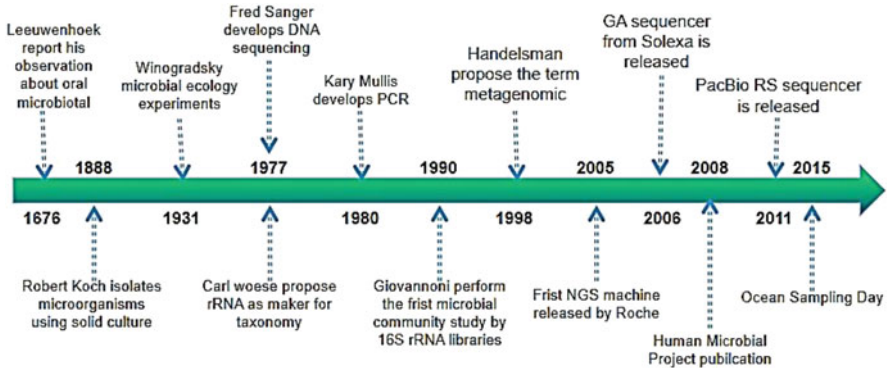 Leeuwenhoek
report his
observation
about oral
microbiotal
Winogradsky
microbial ecology
experiments
Fred Sanger
develops DNA
sequencing
Kary Mullis
develops PCR
Handelsman
propose the term
metagenomic
GA sequencer
from Solexa is
released
PacBio RS sequencer
is released
1888
1977
1990
2005
2008
2015
1676
1931
1980
1998
2006
2011
Robert Koch isolates
microorganisms
using solid culture
Carl woese propose
rRNA as maker for
taxonomy
Giovannoni perform
the frist microbial
community study by
16S rRNA libraries
Frist NGS machine
released by Roche
Human Microbial
Project pubilcation
Ocean Sampling Day